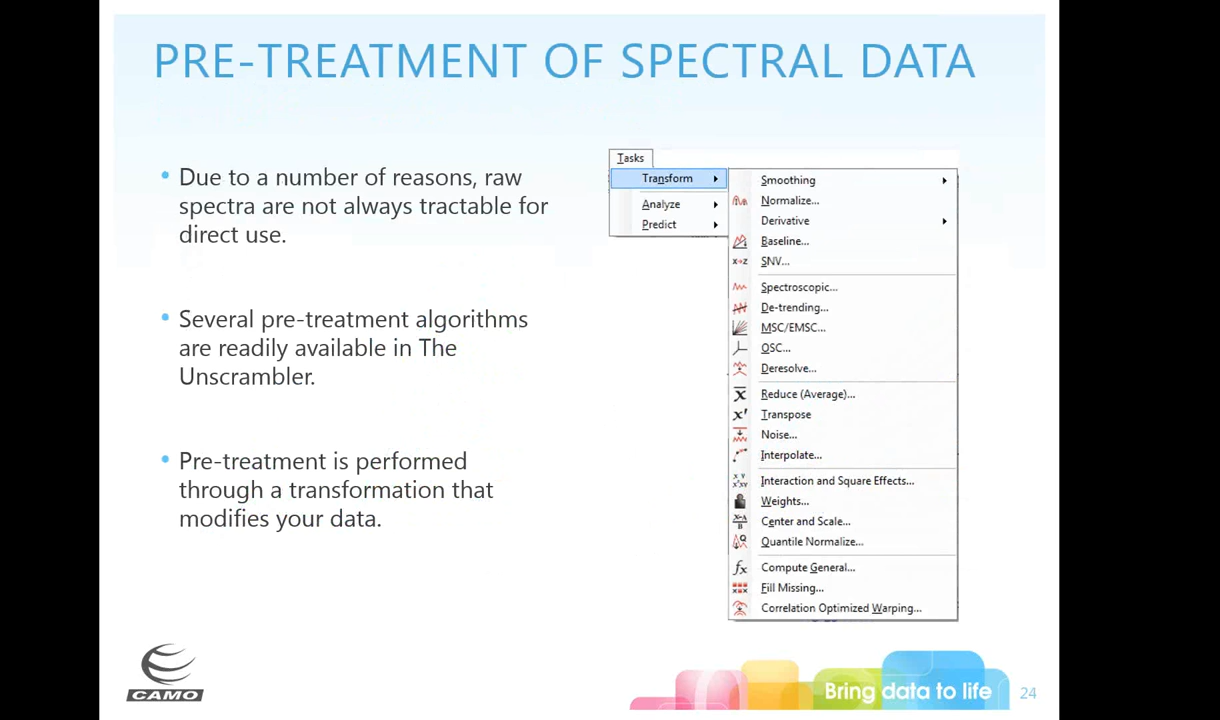 PRE-TREATMENT OF SPECTRAL DATA
• Due to a number of reasons, raw
spectra are not always tractable for
direct use.
• Several pre-treatment algorithms
are readily available in The
Unscrambler.
• Pre-treatment is performed
through a transformation that
modifies your data.
Tasks
Transform
Analyze
Predict
Smoothing
Normalize...
Derivative
Baseline...
SNV...
Spectroscopic...
De-trending...
MSC/EMSC...
OSC...
Deresolve...
Reduce (Average)...
Transpose
Noise...
Interpolate...
Interaction and Square Effects...
Weights...
Center and Scale...
Quantile Normalize...
Compute General...
Fill Missing...
Correlation Optimized Warping...
CAMO
Bring data to life
24